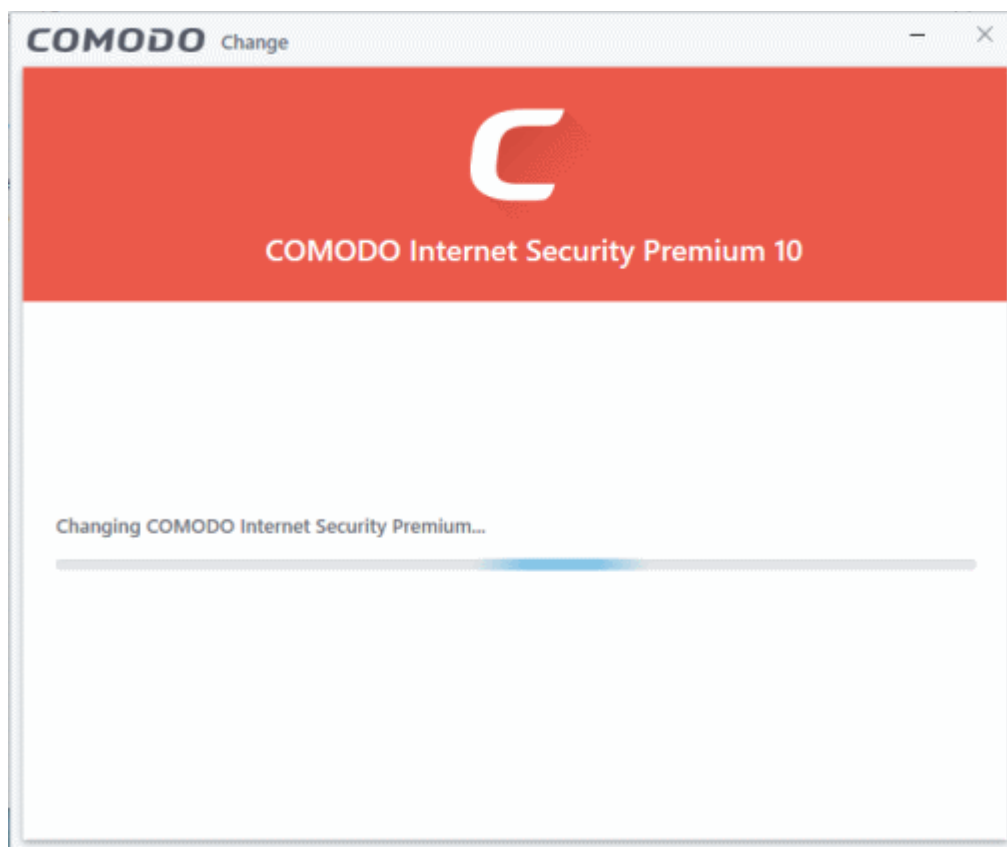 COMODO Change
COMODO Internet Security Premium 10
Changing COMODO Internet Security Premium...